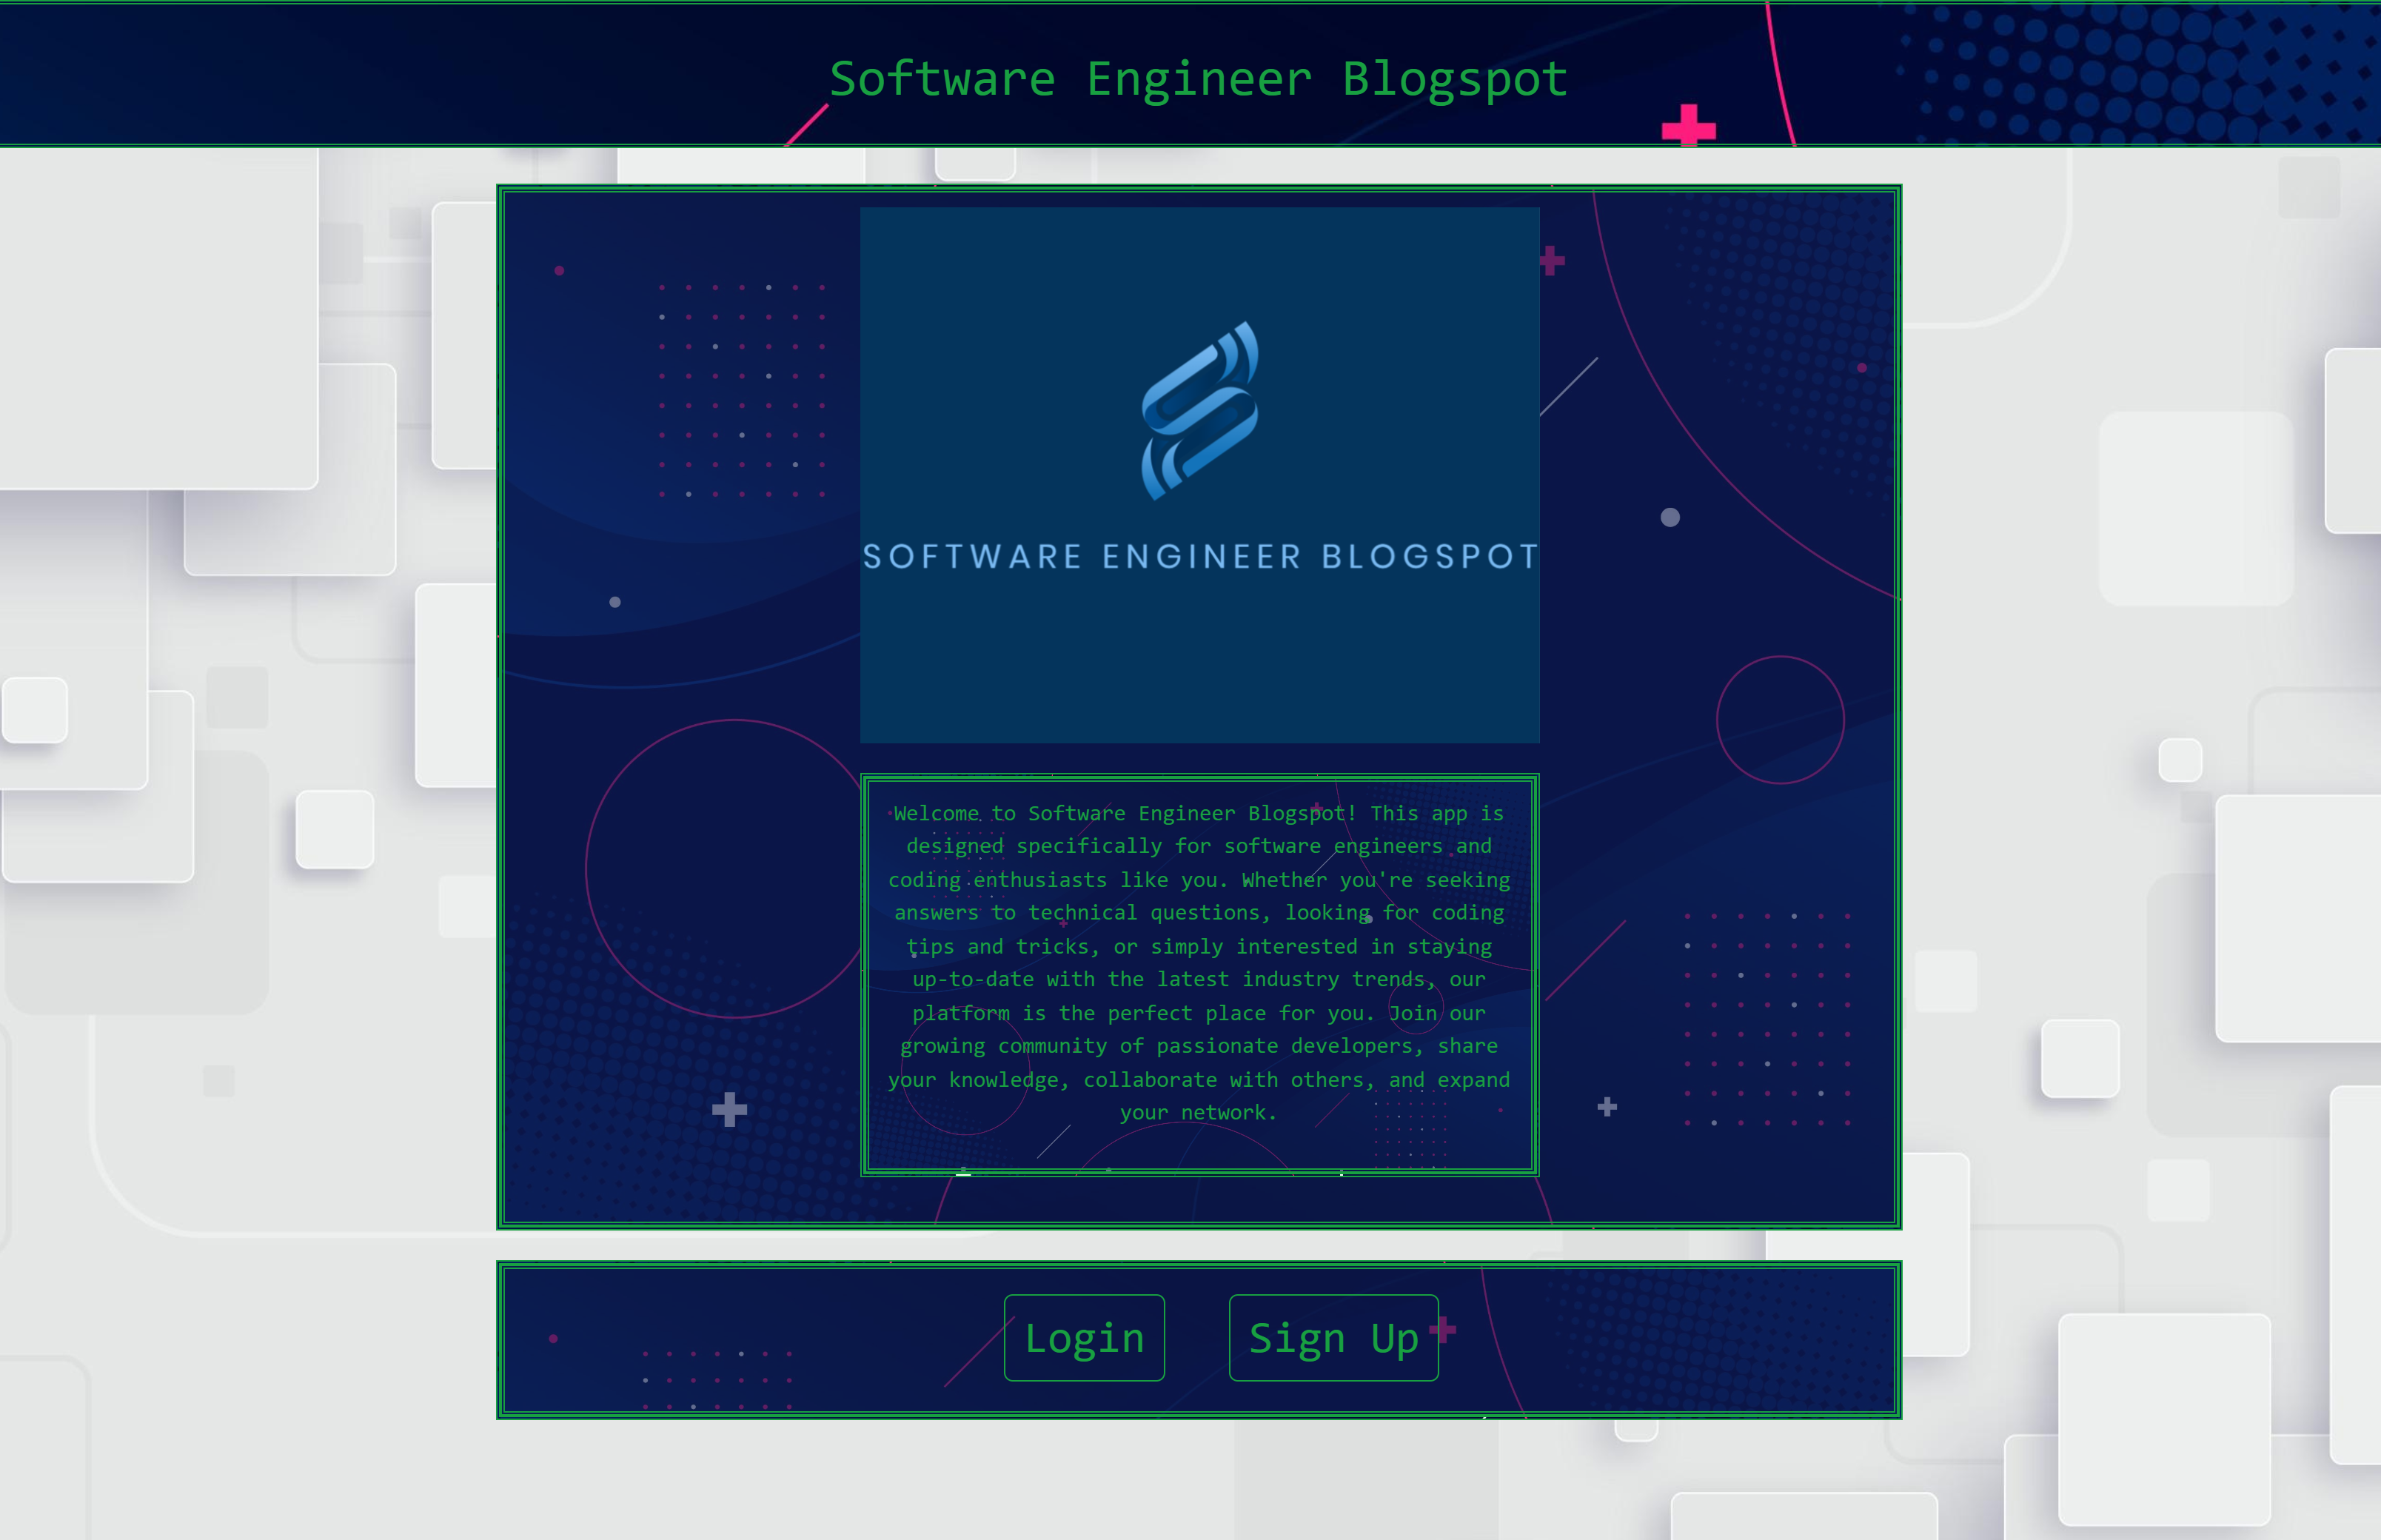 Software Engineer Blogspot
SOFTWARE ENGINEER BLOGSPOT
Welcome to Software Engineer Blogspot! This app is
designed specifically for software engineers and
coding enthusiasts like you. Whether you're seeking
answers to technical questions, looking for coding
tips and tricks, or simply interested in staying
up-to-date with the latest industry trends, our
platform is the perfect place for you. Join our
growing community of passionate developers, share
your knowledge, collaborate with others, and expand
your network.
Login Sign Up